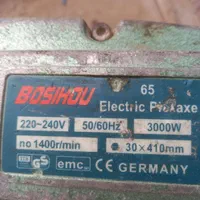 BOSIHOU
65
Electric Pickaxe
220~240V 50/60Hz 3000W
no 1400r/min 30×410mm
GS emc CE GERMANY